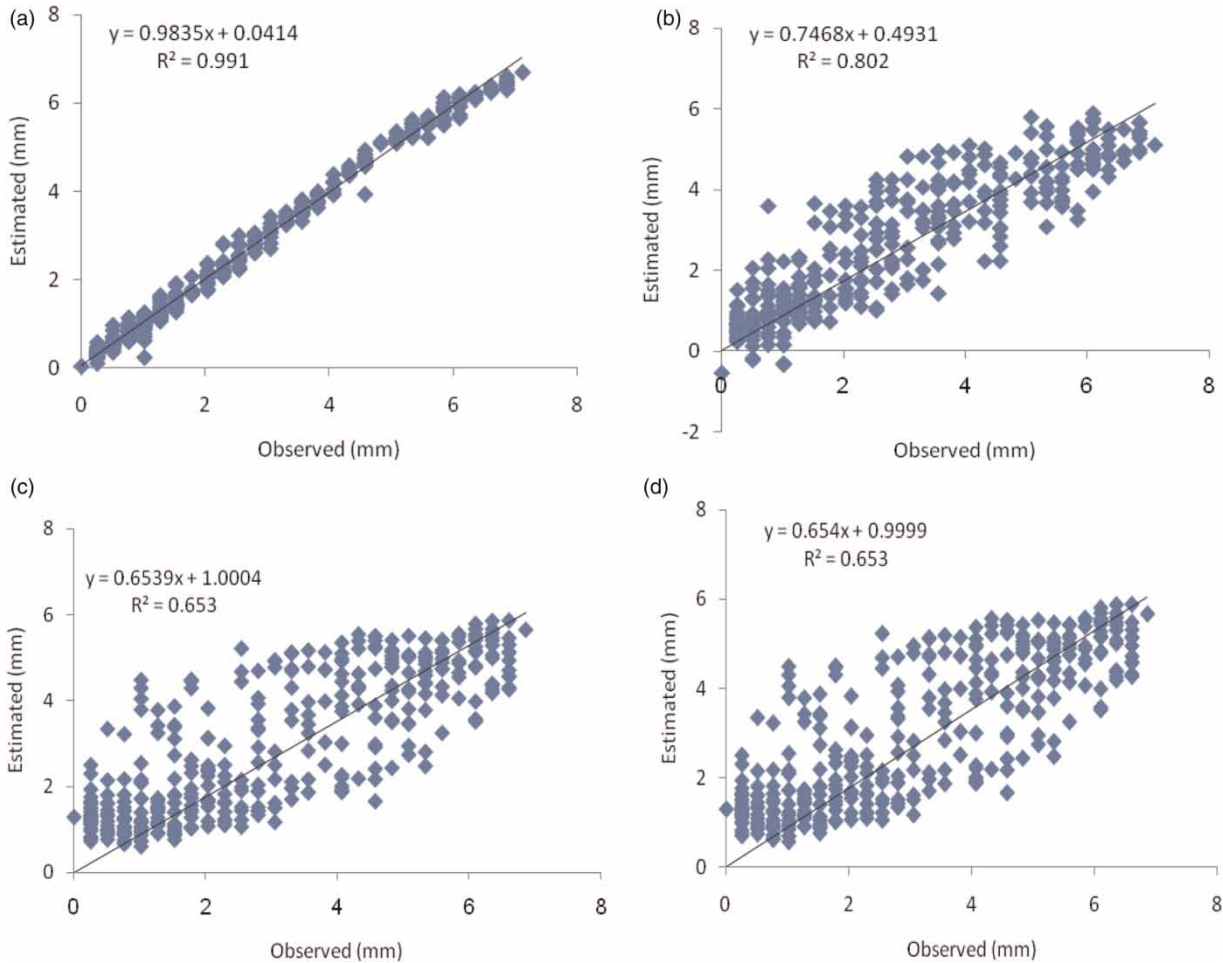 (a)
y = 0.9835x + 0.0414
R² = 0.991
8
6
4
2
0
0 2 4 6 8
Estimated (mm)
Observed (mm)
(b)
y = 0.7468x + 0.4931
R² = 0.802
8
6
4
2
0
-2
0 2 4 6 8
Estimated (mm)
Observed (mm)
(c)
y = 0.6539x + 1.0004
R² = 0.653
8
6
4
2
0
0 2 4 6 8
Estimated (mm)
Observed (mm)
(d)
y = 0.654x + 0.9999
R² = 0.653
8
6
4
2
0
0 2 4 6 8
Estimated (mm)
Observed (mm)